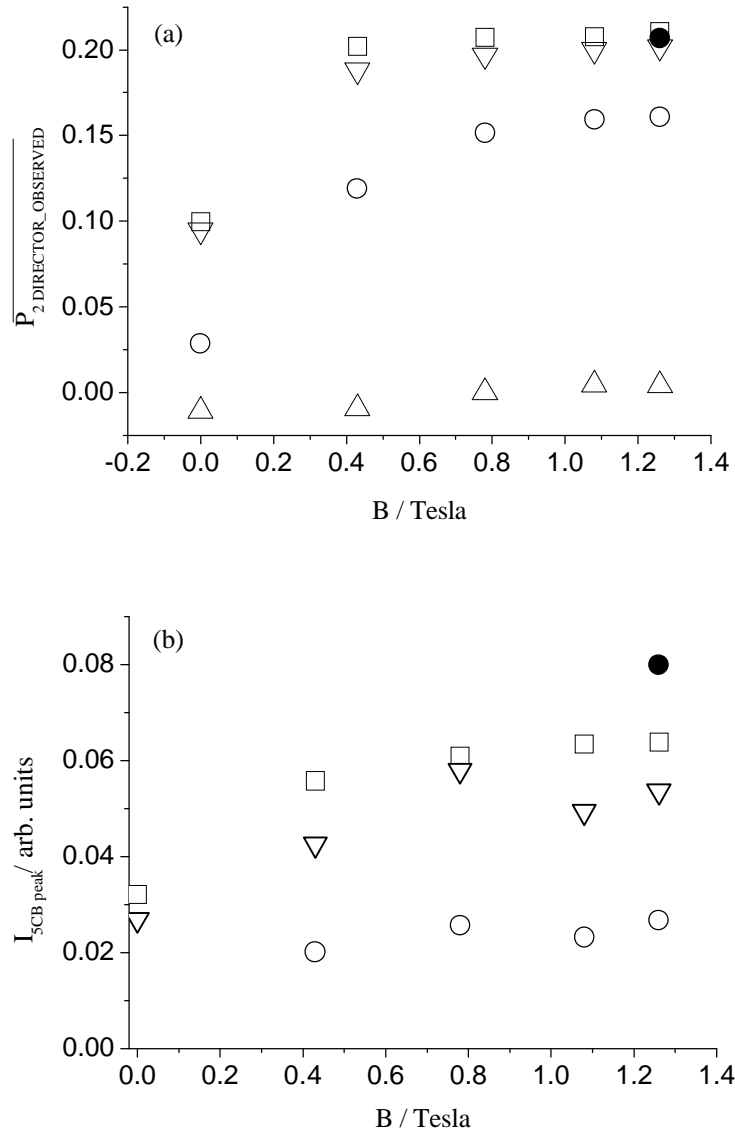 (a)
0.20
0.15
0.10
0.05
0.00
-0.2 0.0 0.2 0.4 0.6 0.8 1.0 1.2 1.4
P2 DIRECTOR_OBSERVED
B / Tesla
(b)
0.08
0.06
0.04
0.02
0.00
0.0 0.2 0.4 0.6 0.8 1.0 1.2 1.4
I5CB peak/ arb. units
B / Tesla